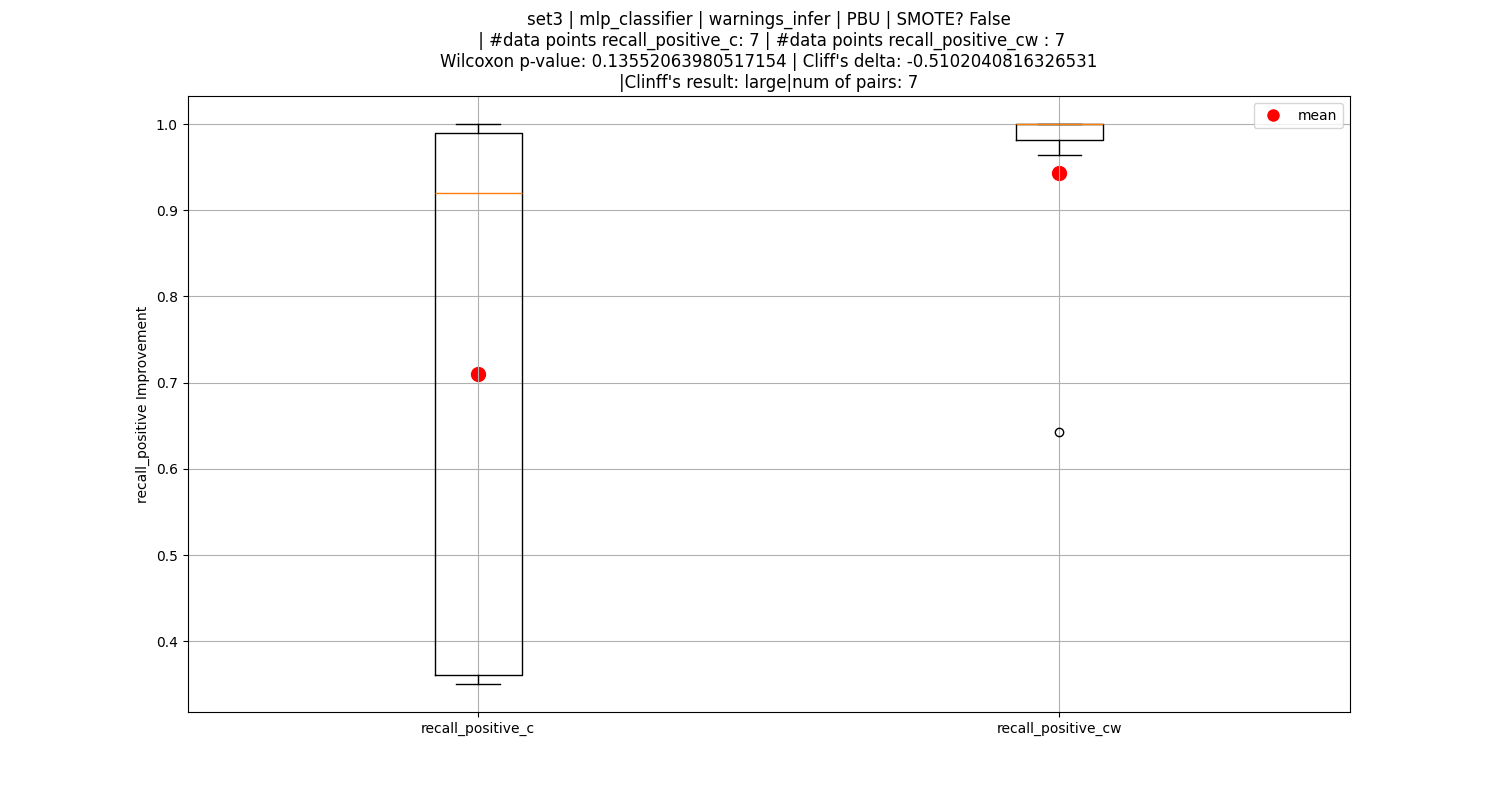 set3 | mlp_classifier | warnings_infer | PBU | SMOTE? False
| #data points recall_positive_c: 7 | #data points recall_positive_cw : 7
Wilcoxon p-value: 0.13552063980517154 | Cliff's delta: -0.5102040816326531
|Clinff's result: large|num of pairs: 7
mean
recall_positive Improvement
1.0
0.9
0.8
0.7
0.6
0.5
0.4
recall_positive_c
recall_positive_cw